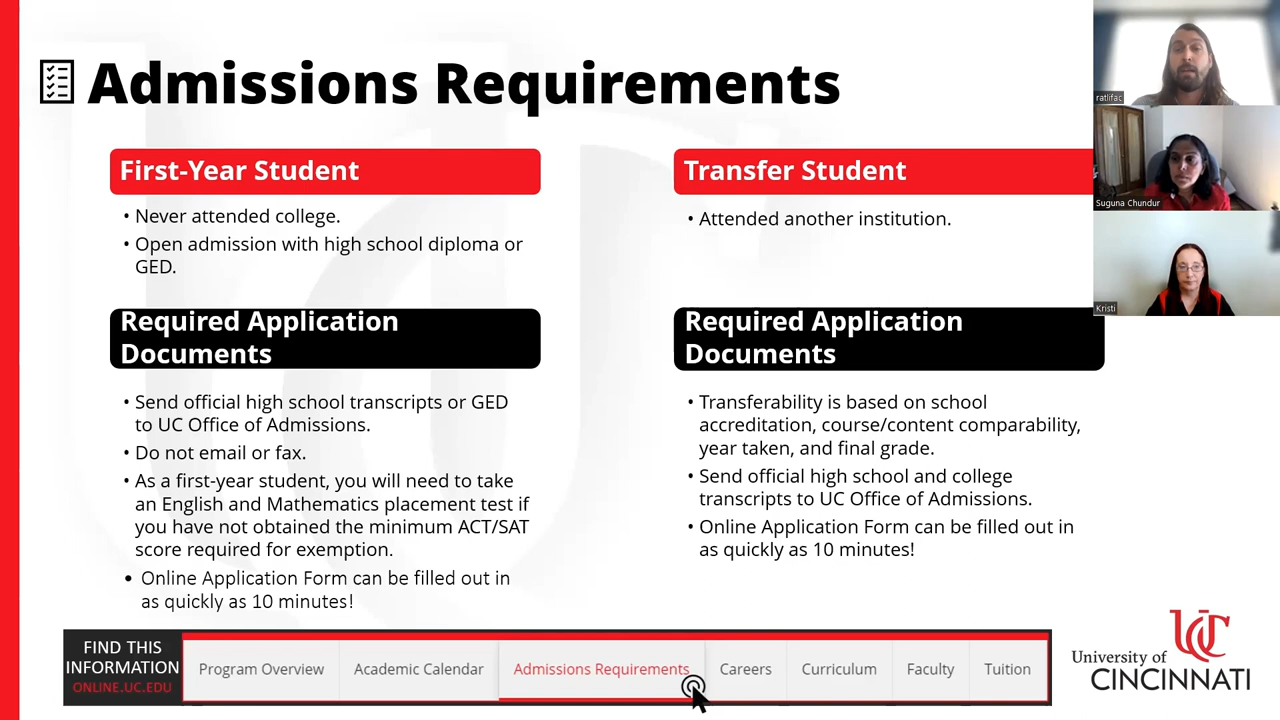 Admissions Requirements
First-Year Student
• Never attended college.
• Open admission with high school diploma or
GED.
Required Application
Documents
• Send official high school transcripts or GED
to UC Office of Admissions.
• Do not email or fax.
• As a first-year student, you will need to take
an English and Mathematics placement test if
you have not obtained the minimum ACT/SAT
score required for exemption.
• Online Application Form can be filled out in
as quickly as 10 minutes!
Transfer Student
• Attended another institution.
Required Application
Documents
• Transferability is based on school
accreditation, course/content comparability,
year taken, and final grade.
• Send official high school and college
transcripts to UC Office of Admissions.
• Online Application Form can be filled out in
as quickly as 10 minutes!
ratlifac
Suguna Chundur
Kristi
FIND THIS
INFORMATION
ONLINE.UC.EDU
Program Overview
Academic Calendar
Admissions Requirements
Careers
Curriculum
Faculty
Tuition
UC
University of
CINCINNATI